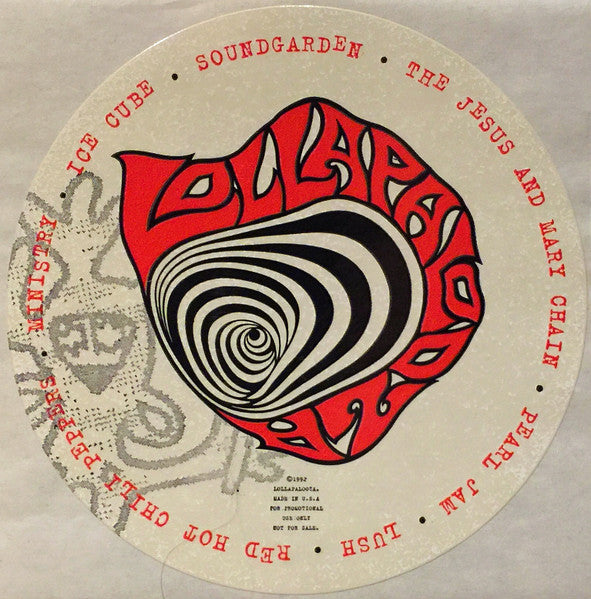 SOUNDGARDEN • THE JESUS AND MARY CHAIN • PEARL JAM • LUSH • RED HOT CHILI PEPPERS • MINISTRY • ICE CUBE •
LOLLAPALOOZA
©1992
LOLLAPALOOZA.
MADE IN U.S.A
FOR PROMOTIONAL
USE ONLY
NOT FOR SALE.